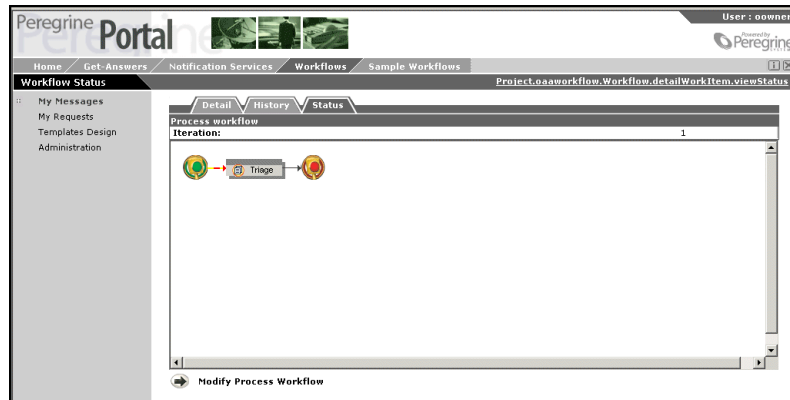 Peregrine Portal
User : oowner
Powered by
Peregrine
Home Get-Answers Notification Services Workflows Sample Workflows
Workflow Status
Project.oaaworkflow.Workflow.detailWorkItem.viewStatus
My Messages
My Requests
Templates Design
Administration
Detail History Status
Process workflow
Iteration: 1
Triage
Modify Process Workflow